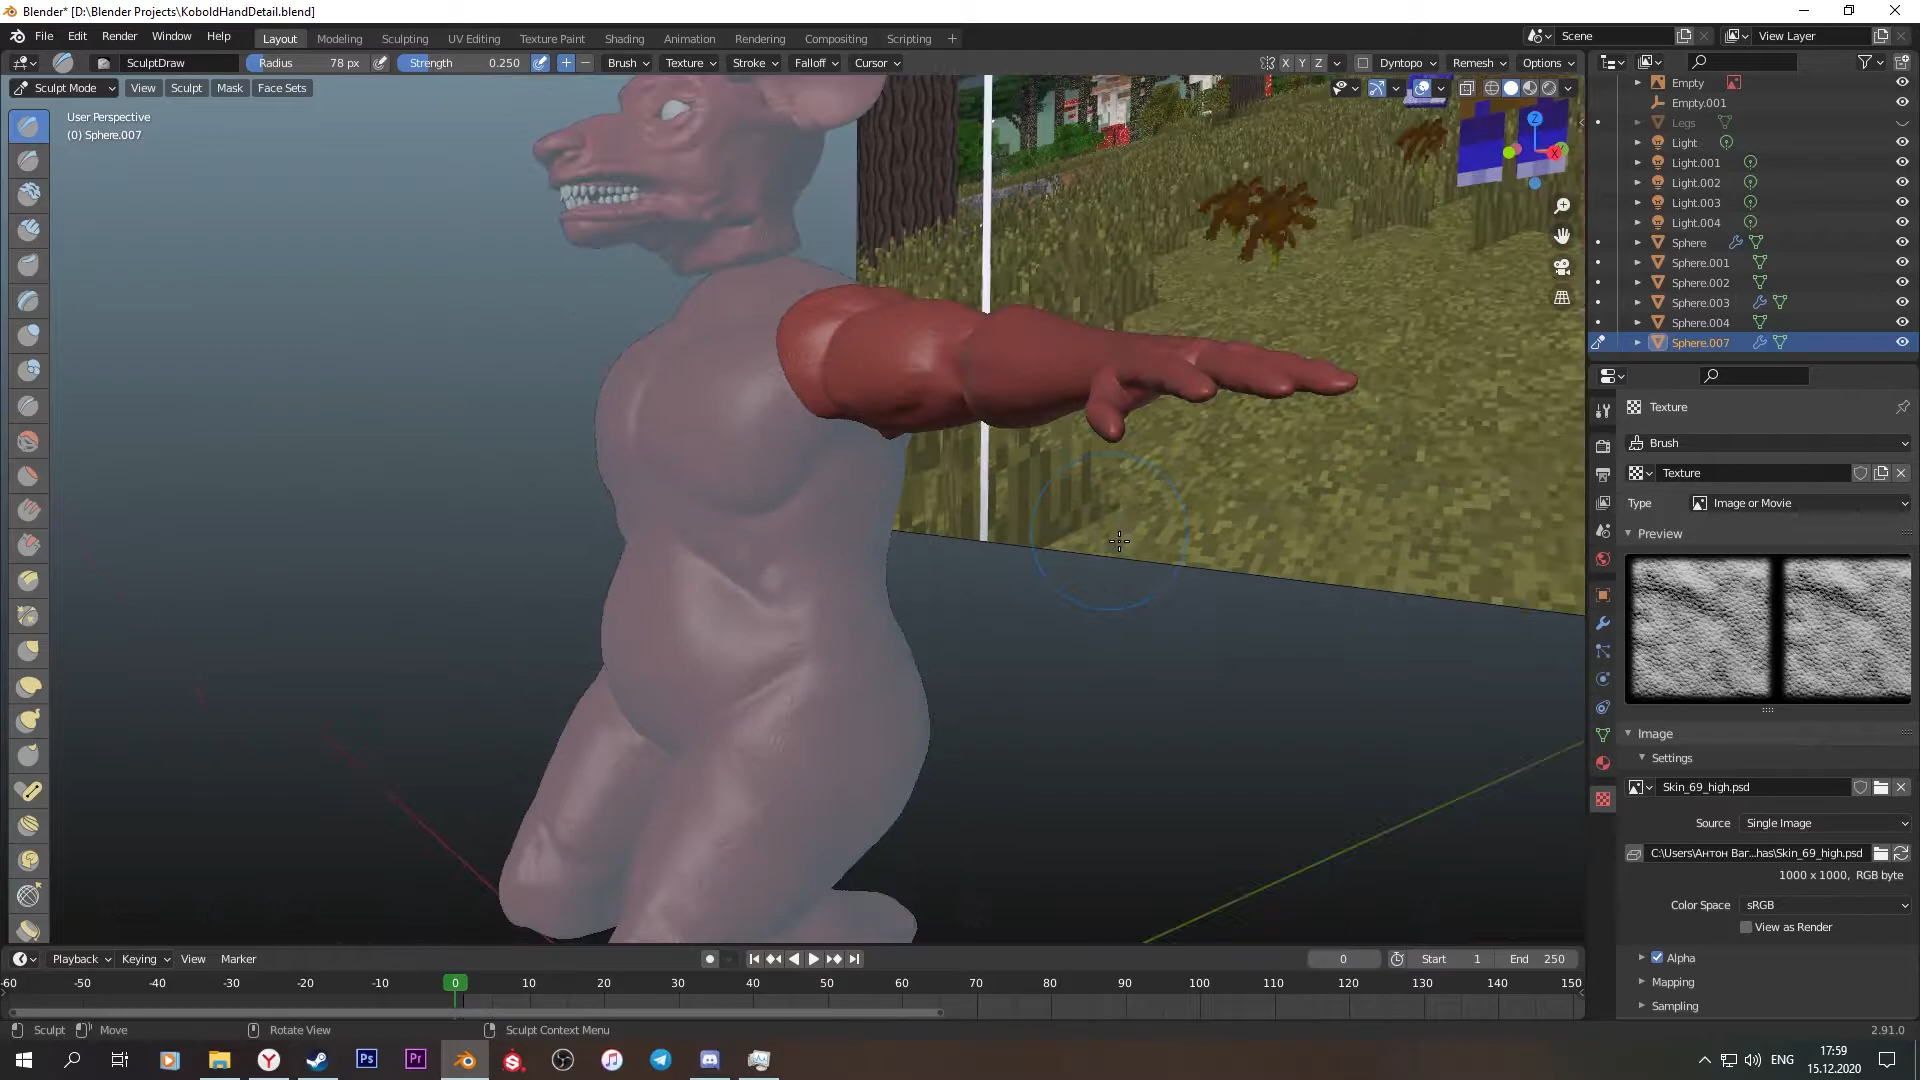 Blender* [D:\Blender Projects\KoboldHandDetail.blend]
File Edit Render Window Help Layout Modeling Sculpting UV Editing Texture Paint Shading Animation Rendering Compositing Scripting + Scene View Layer
SculptDraw Radius 78 px Strength 0.250 Brush Texture Stroke Falloff Cursor X Y Z Dyntopo Remesh Options
Sculpt Mode View Sculpt Mask Face Sets
User Perspective
(0) Sphere.007
Z
X
Empty
Empty.001
Legs
Light
Light.001
Light.002
Light.003
Light.004
Sphere
Sphere.001
Sphere.002
Sphere.003
Sphere.004
Sphere.007
Texture
Brush
Texture
Type Image or Movie
Preview
Image
Settings
Skin_69_high.psd
Source Single Image
C:\Users\Антон Ваг...has\Skin_69_high.psd
1000 x 1000, RGB byte
Color Space sRGB
View as Render
Alpha
Mapping
Sampling
Playback Keying View Marker 0 Start 1 End 250
-60 -50 -40 -30 -20 -10 0 10 20 30 40 50 60 70 80 90 100 110 120 130 140 150
Sculpt Move Rotate View Sculpt Context Menu 2.91.0
Ps Pr ENG 17:59
15.12.2020